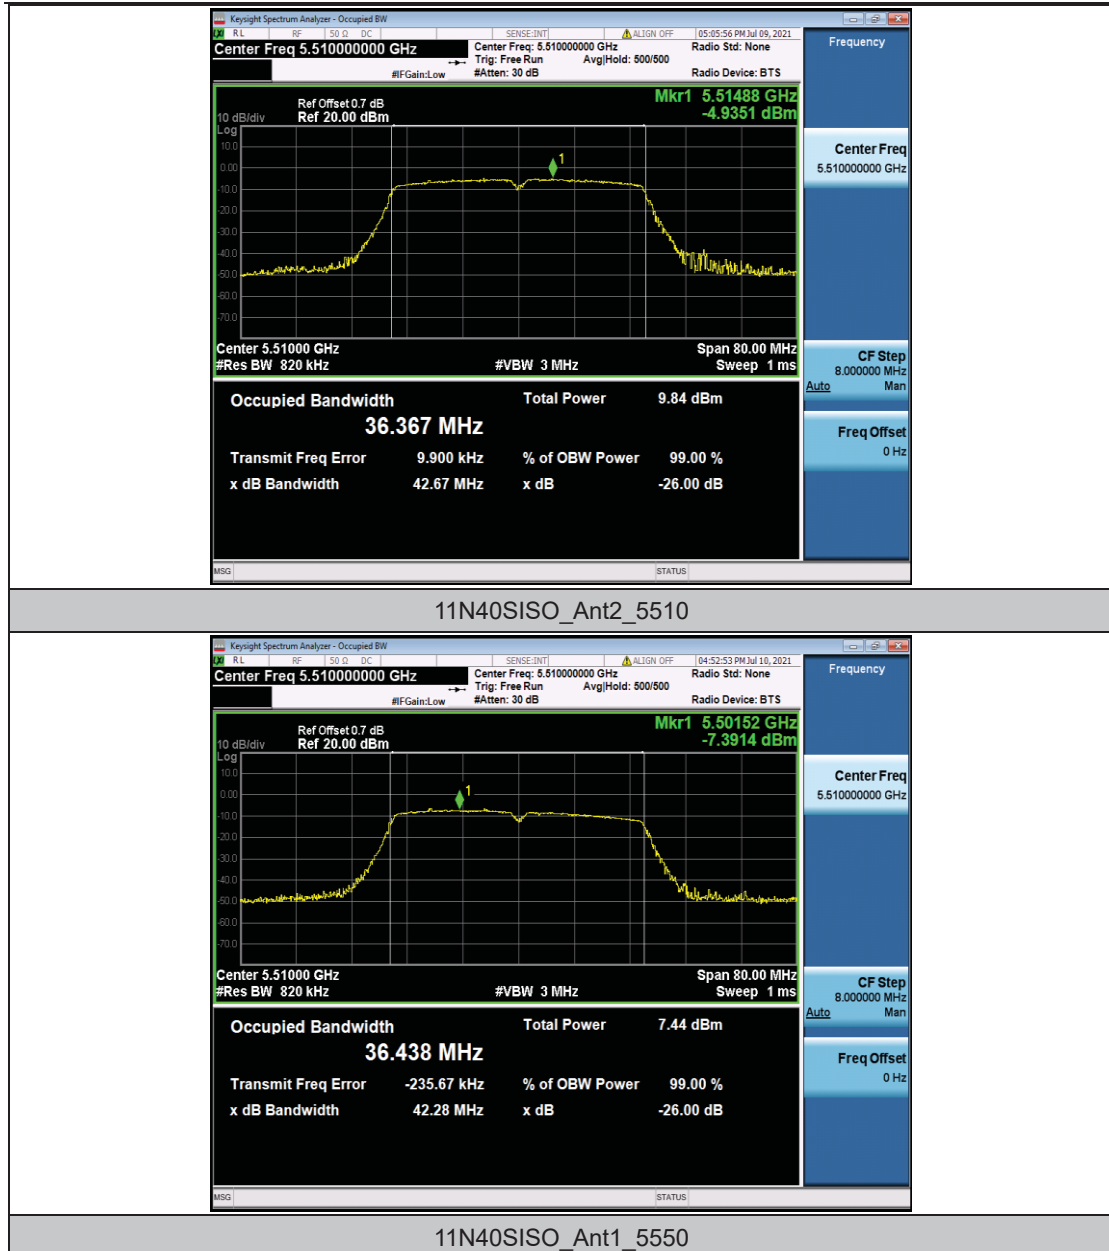 Keysight Spectrum Analyzer - Occupied BW
LXI RL RF 50 Ω DC SENSE:INT ALIGN OFF 05:05:56 PM Jul 09, 2021
Center Freq 5.510000000 GHz
Center Freq: 5.510000000 GHz Radio Std: None
Trig: Free Run Avg|Hold: 500/500
#IFGain:Low #Atten: 30 dB Radio Device: BTS
Frequency
Mkr1 5.51488 GHz
-4.9351 dBm
Ref Offset 0.7 dB
10 dB/div Ref 20.00 dBm
Log
10.0
0.00
-10.0
-20.0
-30.0
-40.0
-50.0
-60.0
-70.0
1
Center 5.51000 GHz Span 80.00 MHz
#Res BW 820 kHz #VBW 3 MHz Sweep 1 ms
Center Freq
5.510000000 GHz
CF Step
8.000000 MHz
Auto Man
Freq Offset
0 Hz
Occupied Bandwidth Total Power 9.84 dBm
36.367 MHz
Transmit Freq Error 9.900 kHz % of OBW Power 99.00 %
x dB Bandwidth 42.67 MHz x dB -26.00 dB
MSG STATUS
11N40SISO_Ant2_5510
Keysight Spectrum Analyzer - Occupied BW
LXI RL RF 50 Ω DC SENSE:INT ALIGN OFF 04:52:53 PM Jul 10, 2021
Center Freq 5.510000000 GHz
Center Freq: 5.510000000 GHz Radio Std: None
Trig: Free Run Avg|Hold: 500/500
#IFGain:Low #Atten: 30 dB Radio Device: BTS
Frequency
Mkr1 5.50152 GHz
-7.3914 dBm
Ref Offset 0.7 dB
10 dB/div Ref 20.00 dBm
Log
10.0
0.00
-10.0
-20.0
-30.0
-40.0
-50.0
-60.0
-70.0
1
Center 5.51000 GHz Span 80.00 MHz
#Res BW 820 kHz #VBW 3 MHz Sweep 1 ms
Center Freq
5.510000000 GHz
CF Step
8.000000 MHz
Auto Man
Freq Offset
0 Hz
Occupied Bandwidth Total Power 7.44 dBm
36.438 MHz
Transmit Freq Error -235.67 kHz % of OBW Power 99.00 %
x dB Bandwidth 42.28 MHz x dB -26.00 dB
MSG STATUS
11N40SISO_Ant1_5550